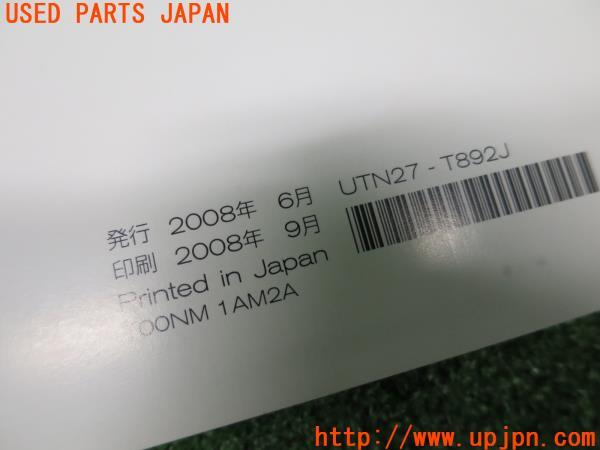 USED PARTS JAPAN
発行 2008年 6月 UTN27 - T892J
印刷 2008年 9月
Printed in Japan
00NM 1AM2A
http://www.upjpn.com